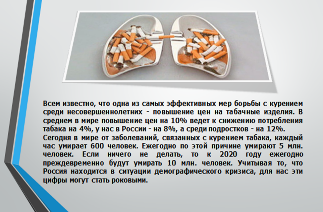 Всем известно, что одна из самых эффективных мер борьбы с курением
среди несовершеннолетних - повышение цен на табачные изделия. В
среднем в мире повышение цен на 10% ведет к снижению потребления
табака на 4%, у нас в России - на 8%, а среди подростков - на 12%.
Сегодня в мире от заболеваний, связанных с курением табака, каждый
час умирает 600 человек. Ежегодно по этой причине умирают 5 млн.
человек. Если ничего не делать, то к 2020 году ежегодно
преждевременно будут умирать 10 млн. человек. Учитывая то, что
Россия находится в ситуации демографического кризиса, для нас эти
цифры могут стать роковыми.